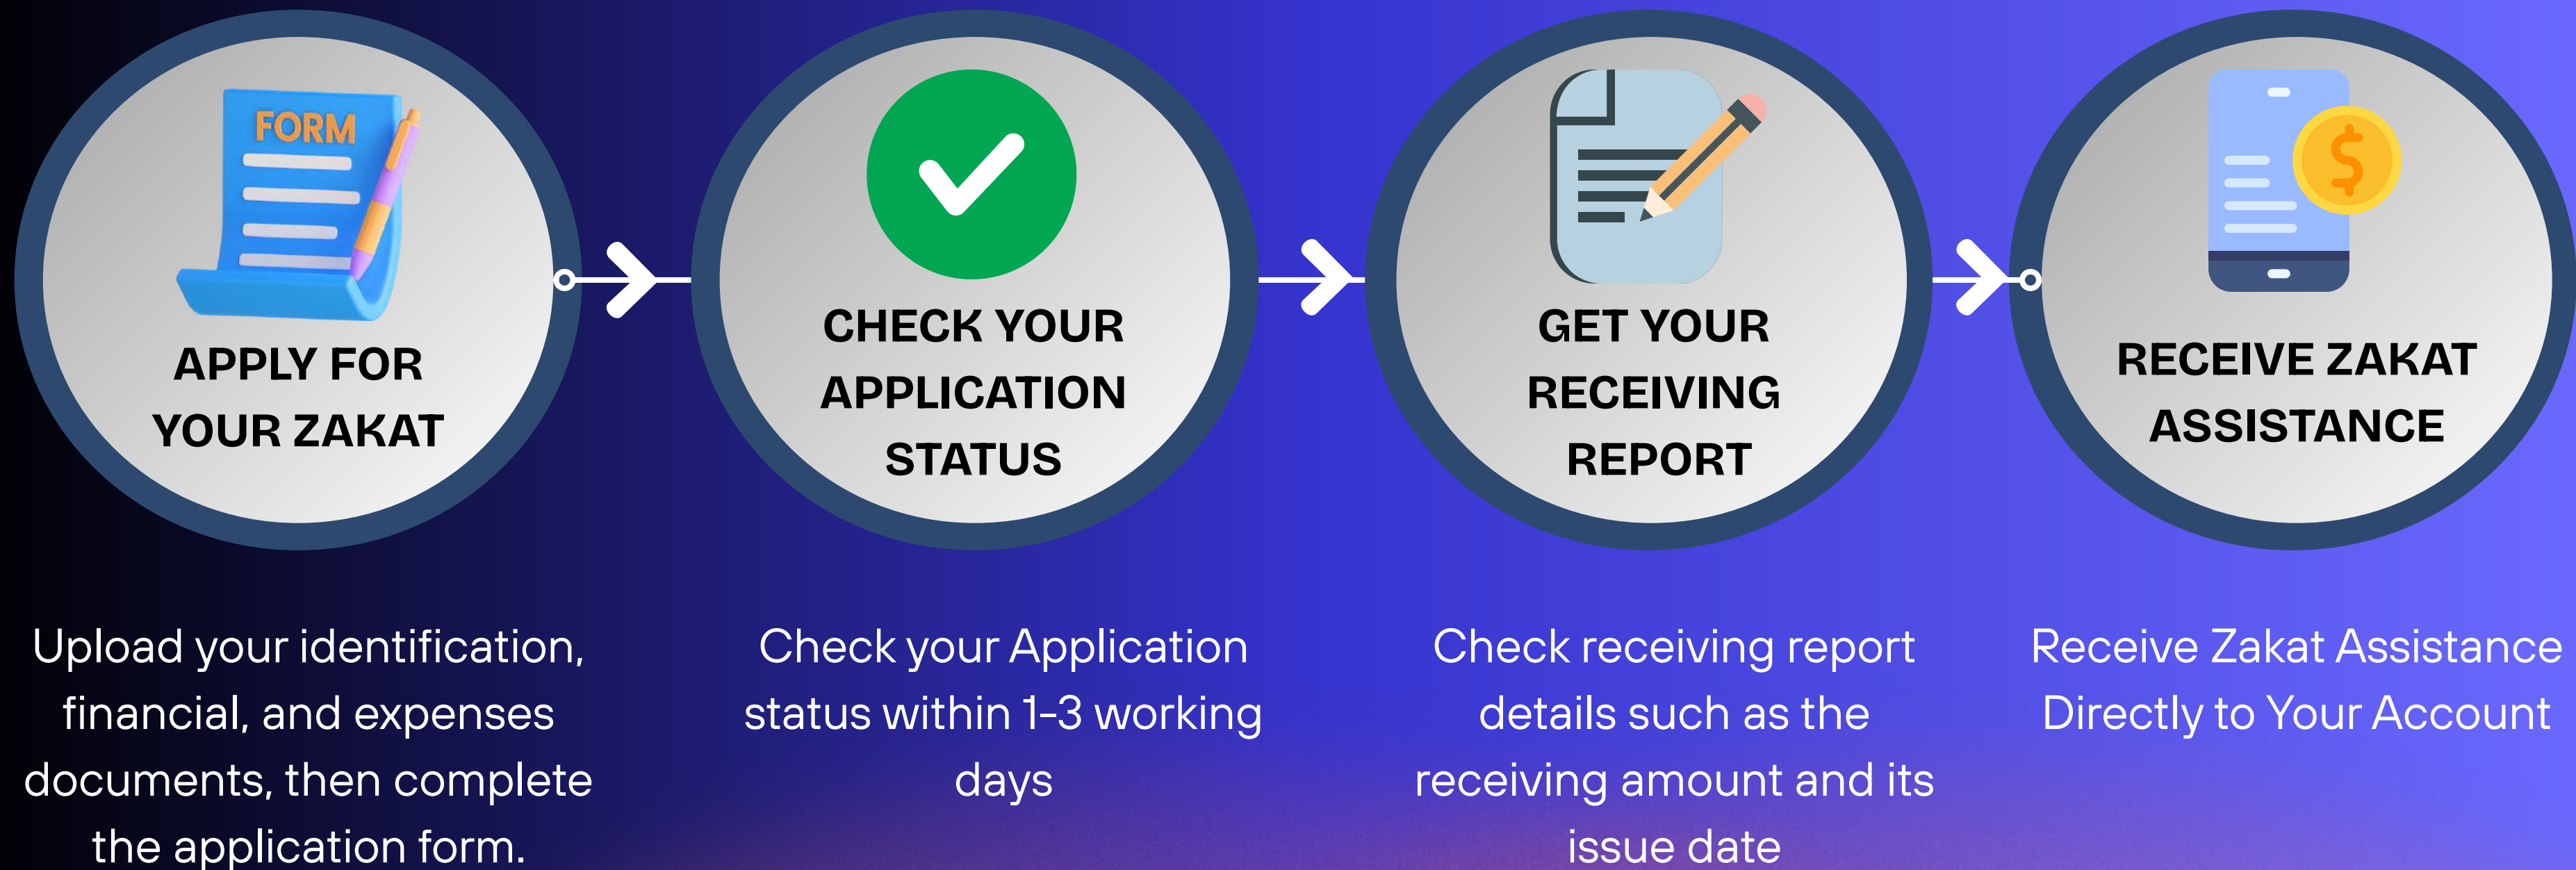 FORM
APPLY FOR
YOUR ZAKAT
Upload your identification,
financial, and expenses
documents, then complete
the application form.
CHECK YOUR
APPLICATION
STATUS
Check your Application
status within 1-3 working
days
GET YOUR
RECEIVING
REPORT
Check receiving report
details such as the
receiving amount and its
issue date
$
RECEIVE ZAKAT
ASSISTANCE
Receive Zakat Assistance
Directly to Your Account